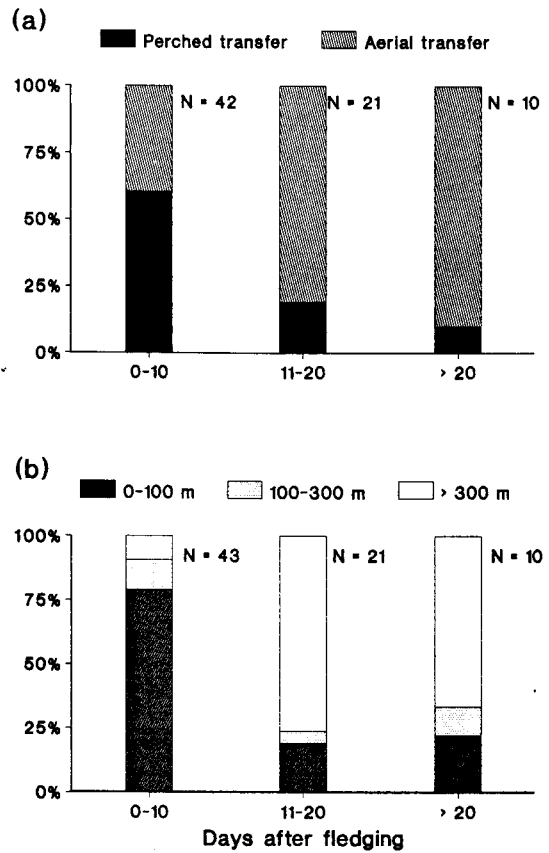 (a)
Perched transfer Aerial transfer
100% N = 42 N = 21 N = 10
75%
50%
25%
0%
0-10 11-20 > 20
(b)
0-100 m 100-300 m > 300 m
100% N = 43 N = 21 N = 10
75%
50%
25%
0%
0-10 11-20 > 20
Days after fledging